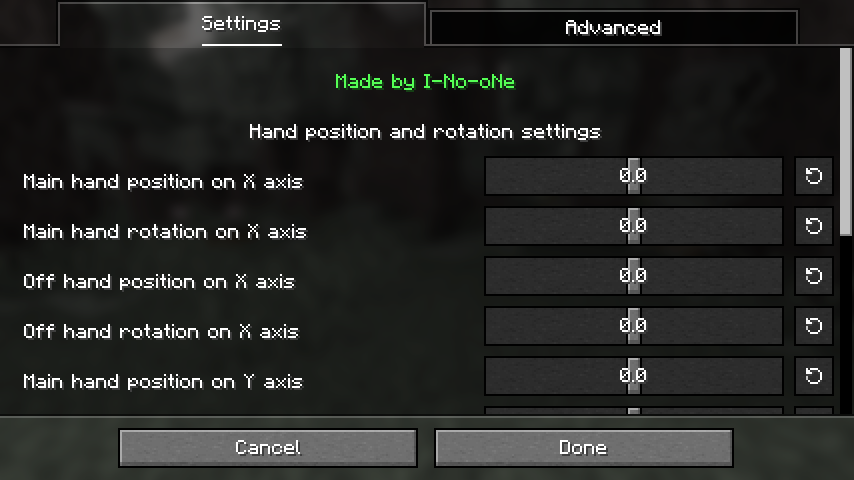 Settings
Advanced
Made by I-No-oNe
Hand position and rotation settings
Main hand position on X axis
0.0
Main hand rotation on X axis
0.0
Off hand position on X axis
0.0
Off hand rotation on X axis
0.0
Main hand position on Y axis
0.0
Cancel
Done